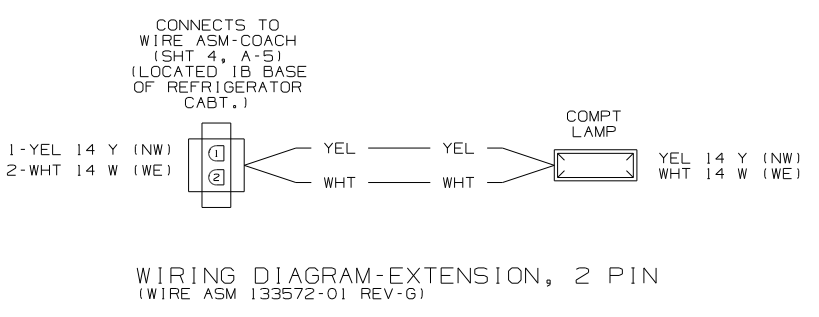 CONNECTS TO
WIRE ASM-COACH
(SHT 4, A-5)
(LOCATED IB BASE
OF REFRIGERATOR
CABT.)
COMPT
LAMP
1-YEL 14 Y (NW)
2-WHT 14 W (WE)
1
2
YEL YEL
WHT WHT
YEL 14 Y (NW)
WHT 14 W (WE)
WIRING DIAGRAM-EXTENSION, 2 PIN
(WIRE ASM 133572-01 REV-G)